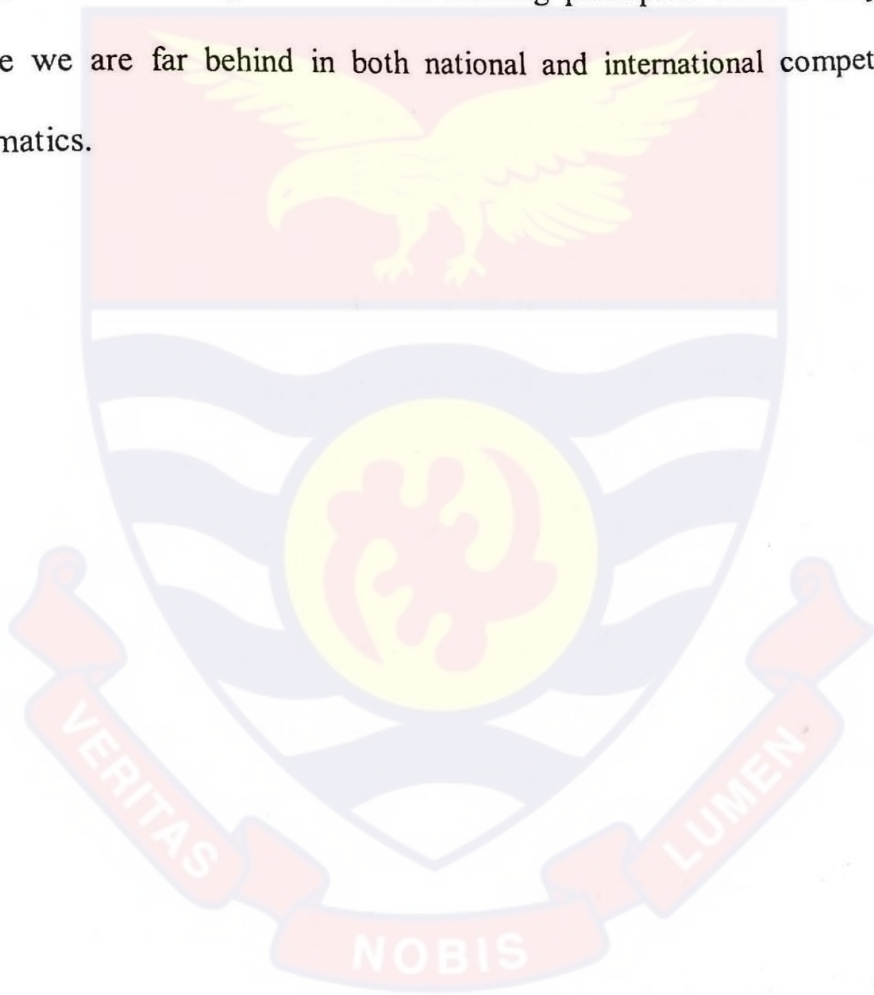 e we are far behind in both national and international compet
matics.
VERITAS
NOBIS
LUMEN